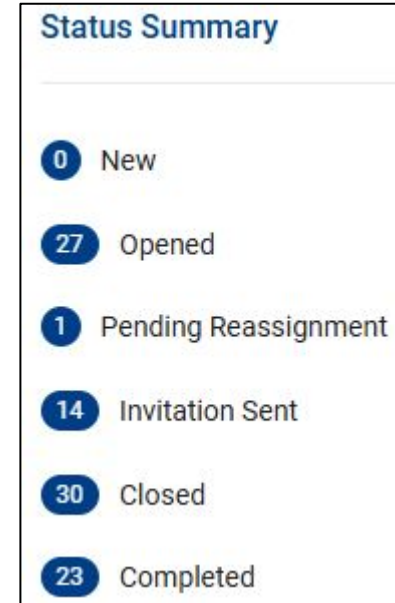 Status Summary
0 New
27 Opened
1 Pending Reassignment
14 Invitation Sent
30 Closed
23 Completed